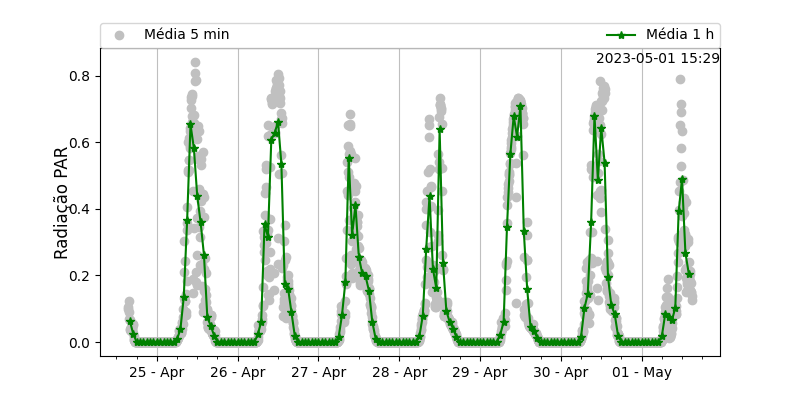 Média 5 min
Média 1 h
2023-05-01 15:29
Radiação PAR
0.8
0.6
0.4
0.2
0.0
25 - Apr
26 - Apr
27 - Apr
28 - Apr
29 - Apr
30 - Apr
01 - May